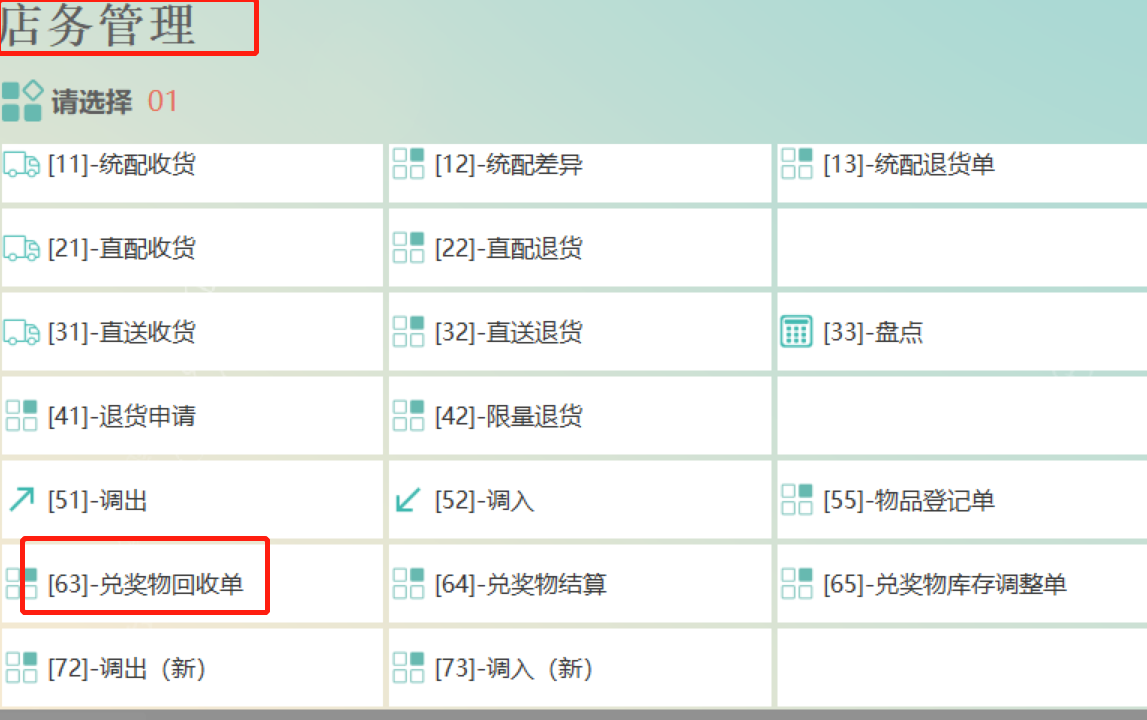 店务管理
请选择 01
[11]-统配收货 [12]-统配差异 [13]-统配退货单
[21]-直配收货 [22]-直配退货
[31]-直送收货 [32]-直送退货 [33]-盘点
[41]-退货申请 [42]-限量退货
[51]-调出 [52]-调入 [55]-物品登记单
[63]-兑奖物回收单 [64]-兑奖物结算 [65]-兑奖物库存调整单
[72]-调出（新） [73]-调入（新）